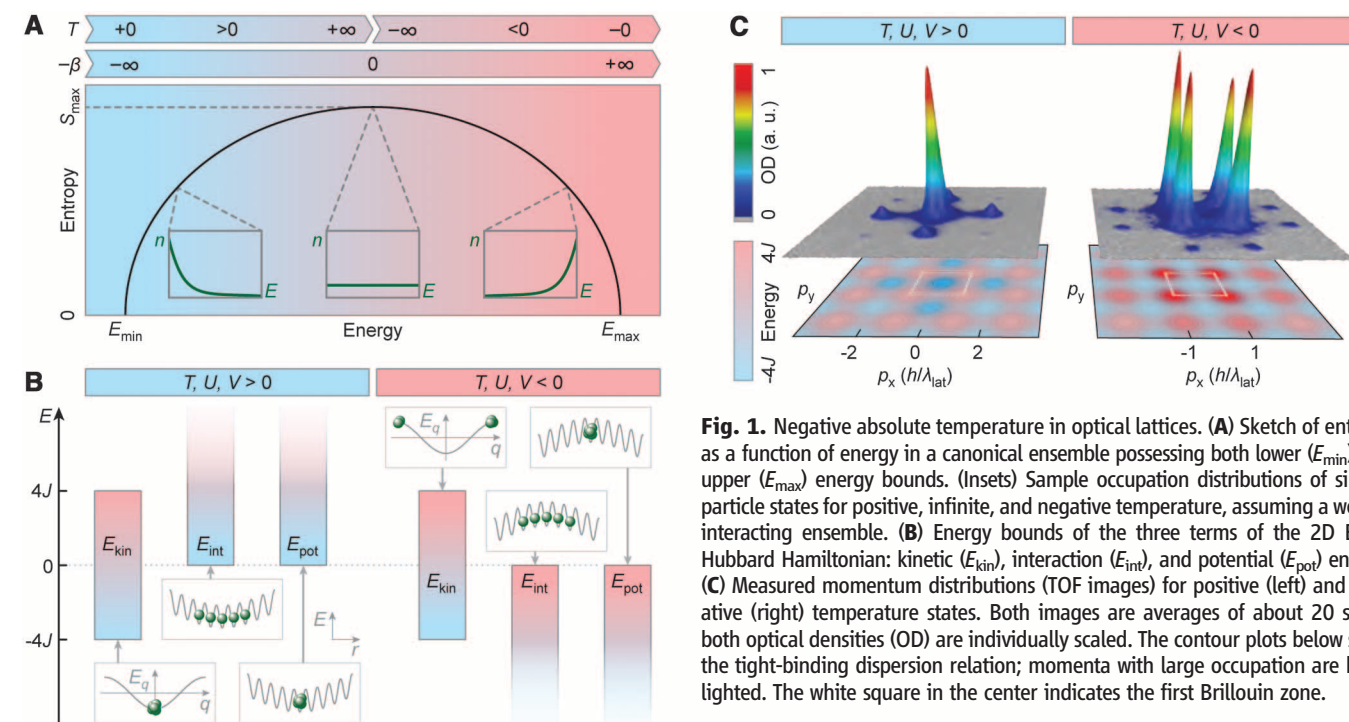 A
T +0 >0 +∞ −∞ <0 −0
−β −∞ 0 +∞
S_max
Entropy
0
n
E
n
E
n
E
E_min Energy E_max
B
T, U, V > 0 T, U, V < 0
E
4J
0
-4J
E_kin
E_int
E_pot
E_q
q
E
r
E_q
q
E_kin
E_int
E_pot
C
T, U, V > 0 T, U, V < 0
1
OD (a. u.)
0
4J
Energy
-4J
p_y
-2 0 2
p_x (h/λ_lat)
p_y
-1 1
p_x (h/λ_lat)
Fig. 1. Negative absolute temperature in optical lattices. (A) Sketch of
as a function of energy in a canonical ensemble possessing both lower (E_min)
upper (E_max) energy bounds. (Insets) Sample occupation distributions of
particle states for positive, infinite, and negative temperature, assuming a
interacting ensemble. (B) Energy bounds of the three terms of the 2D
Hubbard Hamiltonian: kinetic (E_kin), interaction (E_int), and potential (E_pot)
(C) Measured momentum distributions (TOF images) for positive (left) and
ative (right) temperature states. Both images are averages of about 20
both optical densities (OD) are individually scaled. The contour plots below
the tight-binding dispersion relation; momenta with large occupation are
lighted. The white square in the center indicates the first Brillouin zone.